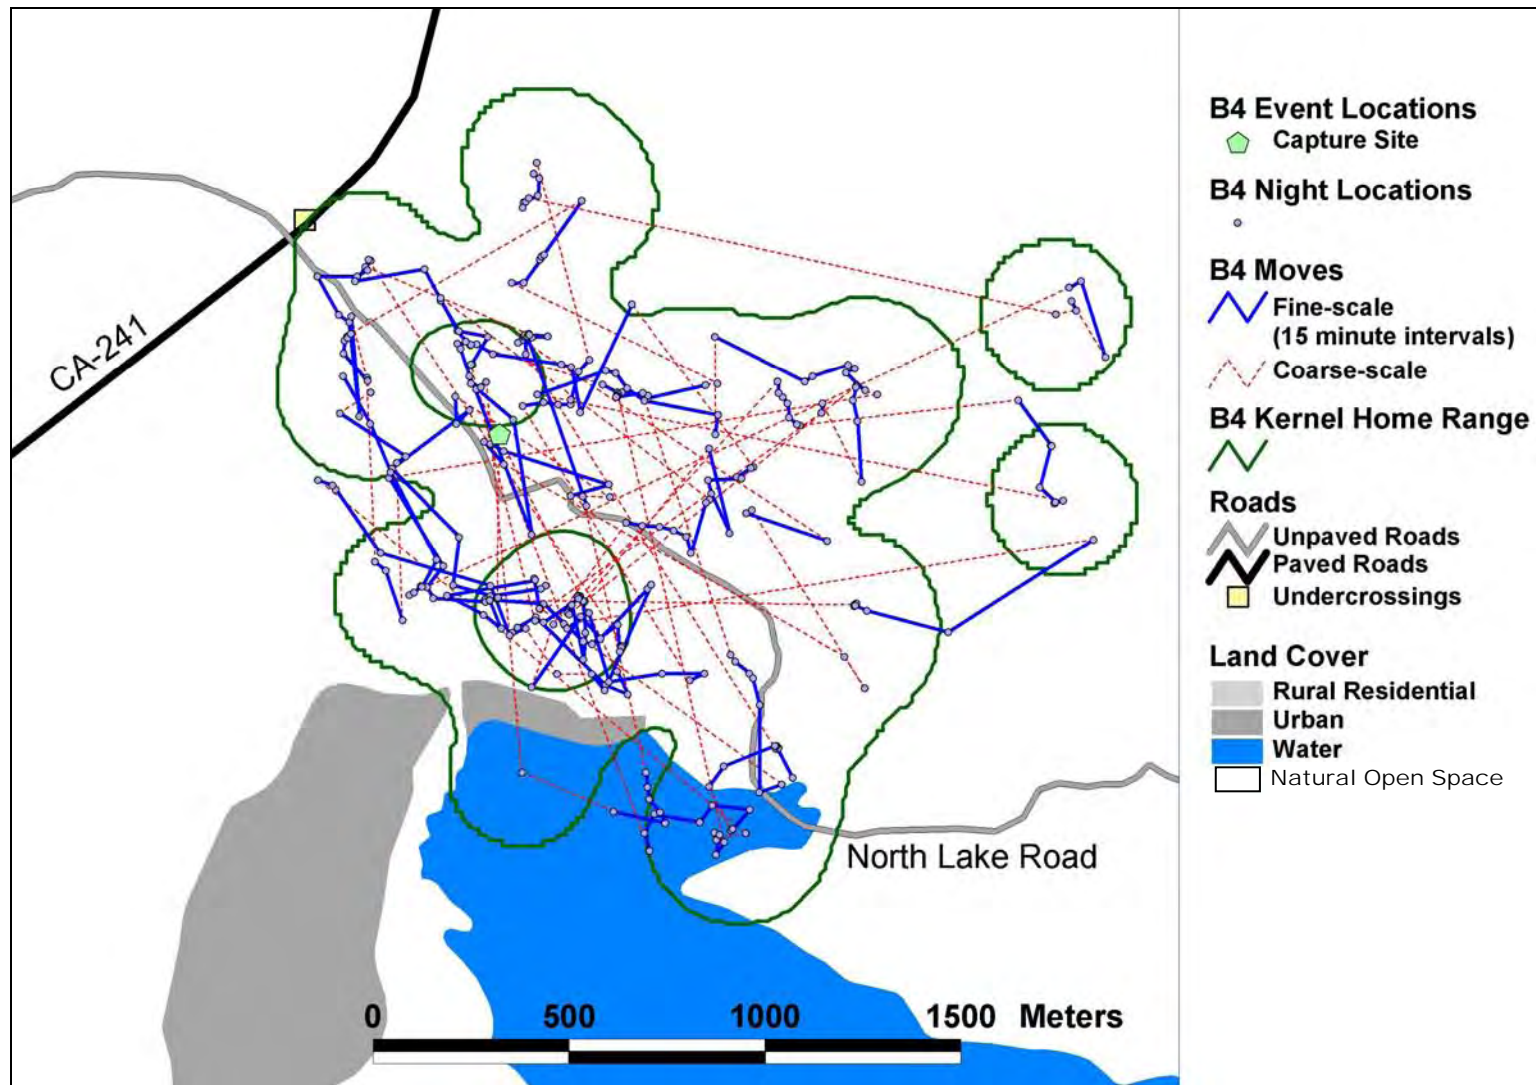 CA-241
North Lake Road
0 500 1000 1500 Meters
B4 Event Locations
Capture Site
B4 Night Locations
B4 Moves
Fine-scale
(15 minute intervals)
Coarse-scale
B4 Kernel Home Range
Roads
Unpaved Roads
Paved Roads
Undercrossings
Land Cover
Rural Residential
Urban
Water
Natural Open Space